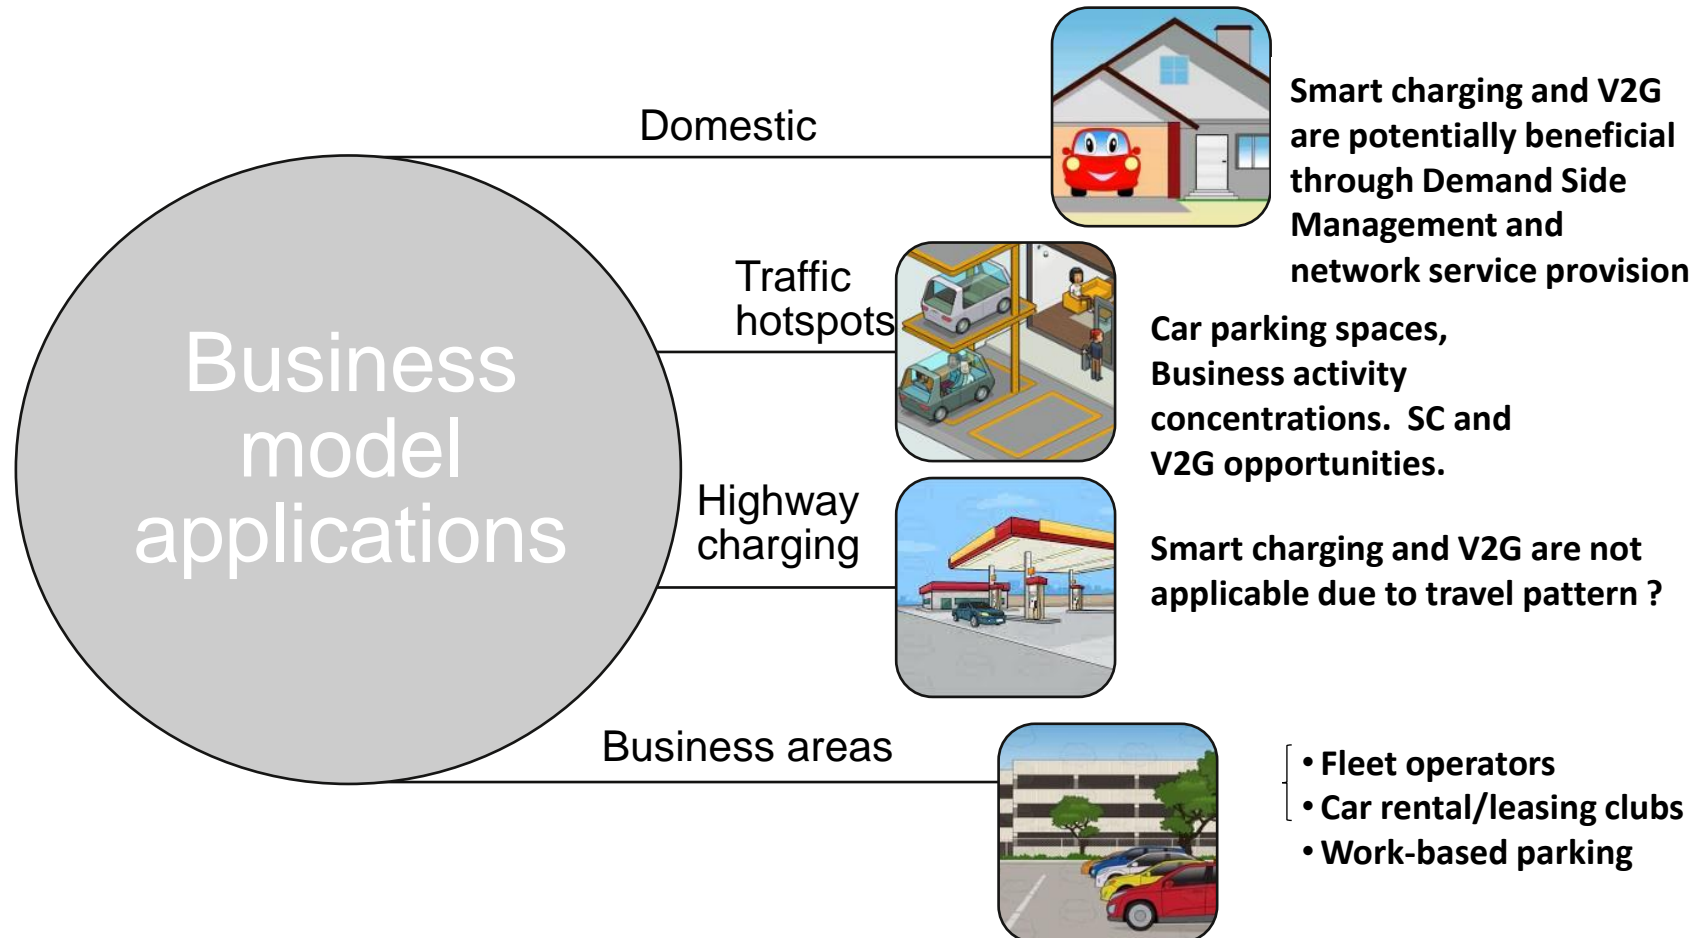 Business
model
applications
Domestic
Smart charging and V2G
are potentially beneficial
through Demand Side
Management and
network service provision
Traffic
hotspots
Car parking spaces,
Business activity
concentrations.  SC and
V2G opportunities.
Highway
charging
Smart charging and V2G are not
applicable due to travel pattern ?
Business areas
• Fleet operators
• Car rental/leasing clubs
• Work-based parking